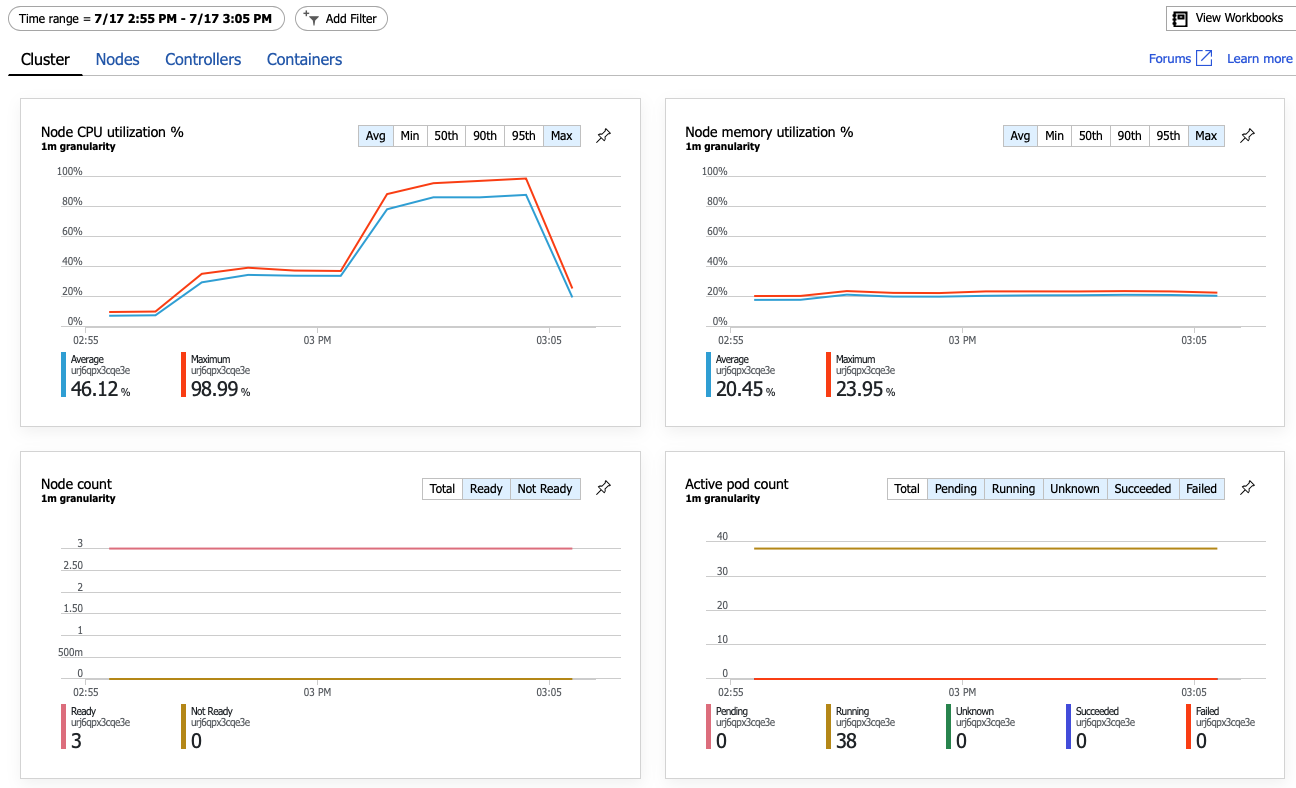 Time range = 7/17 2:55 PM - 7/17 3:05 PM
Add Filter
View Workbooks
Cluster Nodes Controllers Containers
Forums Learn more
Node CPU utilization %
1m granularity
Avg Min 50th 90th 95th Max
100%
80%
60%
40%
20%
0%
02:55 03 PM 03:05
Average Maximum
urj6qpx3cqe3e urj6qpx3cqe3e
46.12 % 98.99 %
Node memory utilization %
1m granularity
Avg Min 50th 90th 95th Max
100%
80%
60%
40%
20%
0%
02:55 03 PM 03:05
Average Maximum
urj6qpx3cqe3e urj6qpx3cqe3e
20.45 % 23.95 %
Node count
1m granularity
Total Ready Not Ready
3
2.50
2
1.50
1
500m
0
02:55 03 PM 03:05
Ready Not Ready
urj6qpx3cqe3e urj6qpx3cqe3e
3 0
Active pod count
1m granularity
Total Pending Running Unknown Succeeded Failed
40
30
20
10
0
02:55 03 PM 03:05
Pending Running Unknown Succeeded Failed
urj6qpx3cqe3e urj6qpx3cqe3e urj6qpx3cqe3e urj6qpx3cqe3e urj6qpx3cqe3e
0 38 0 0 0